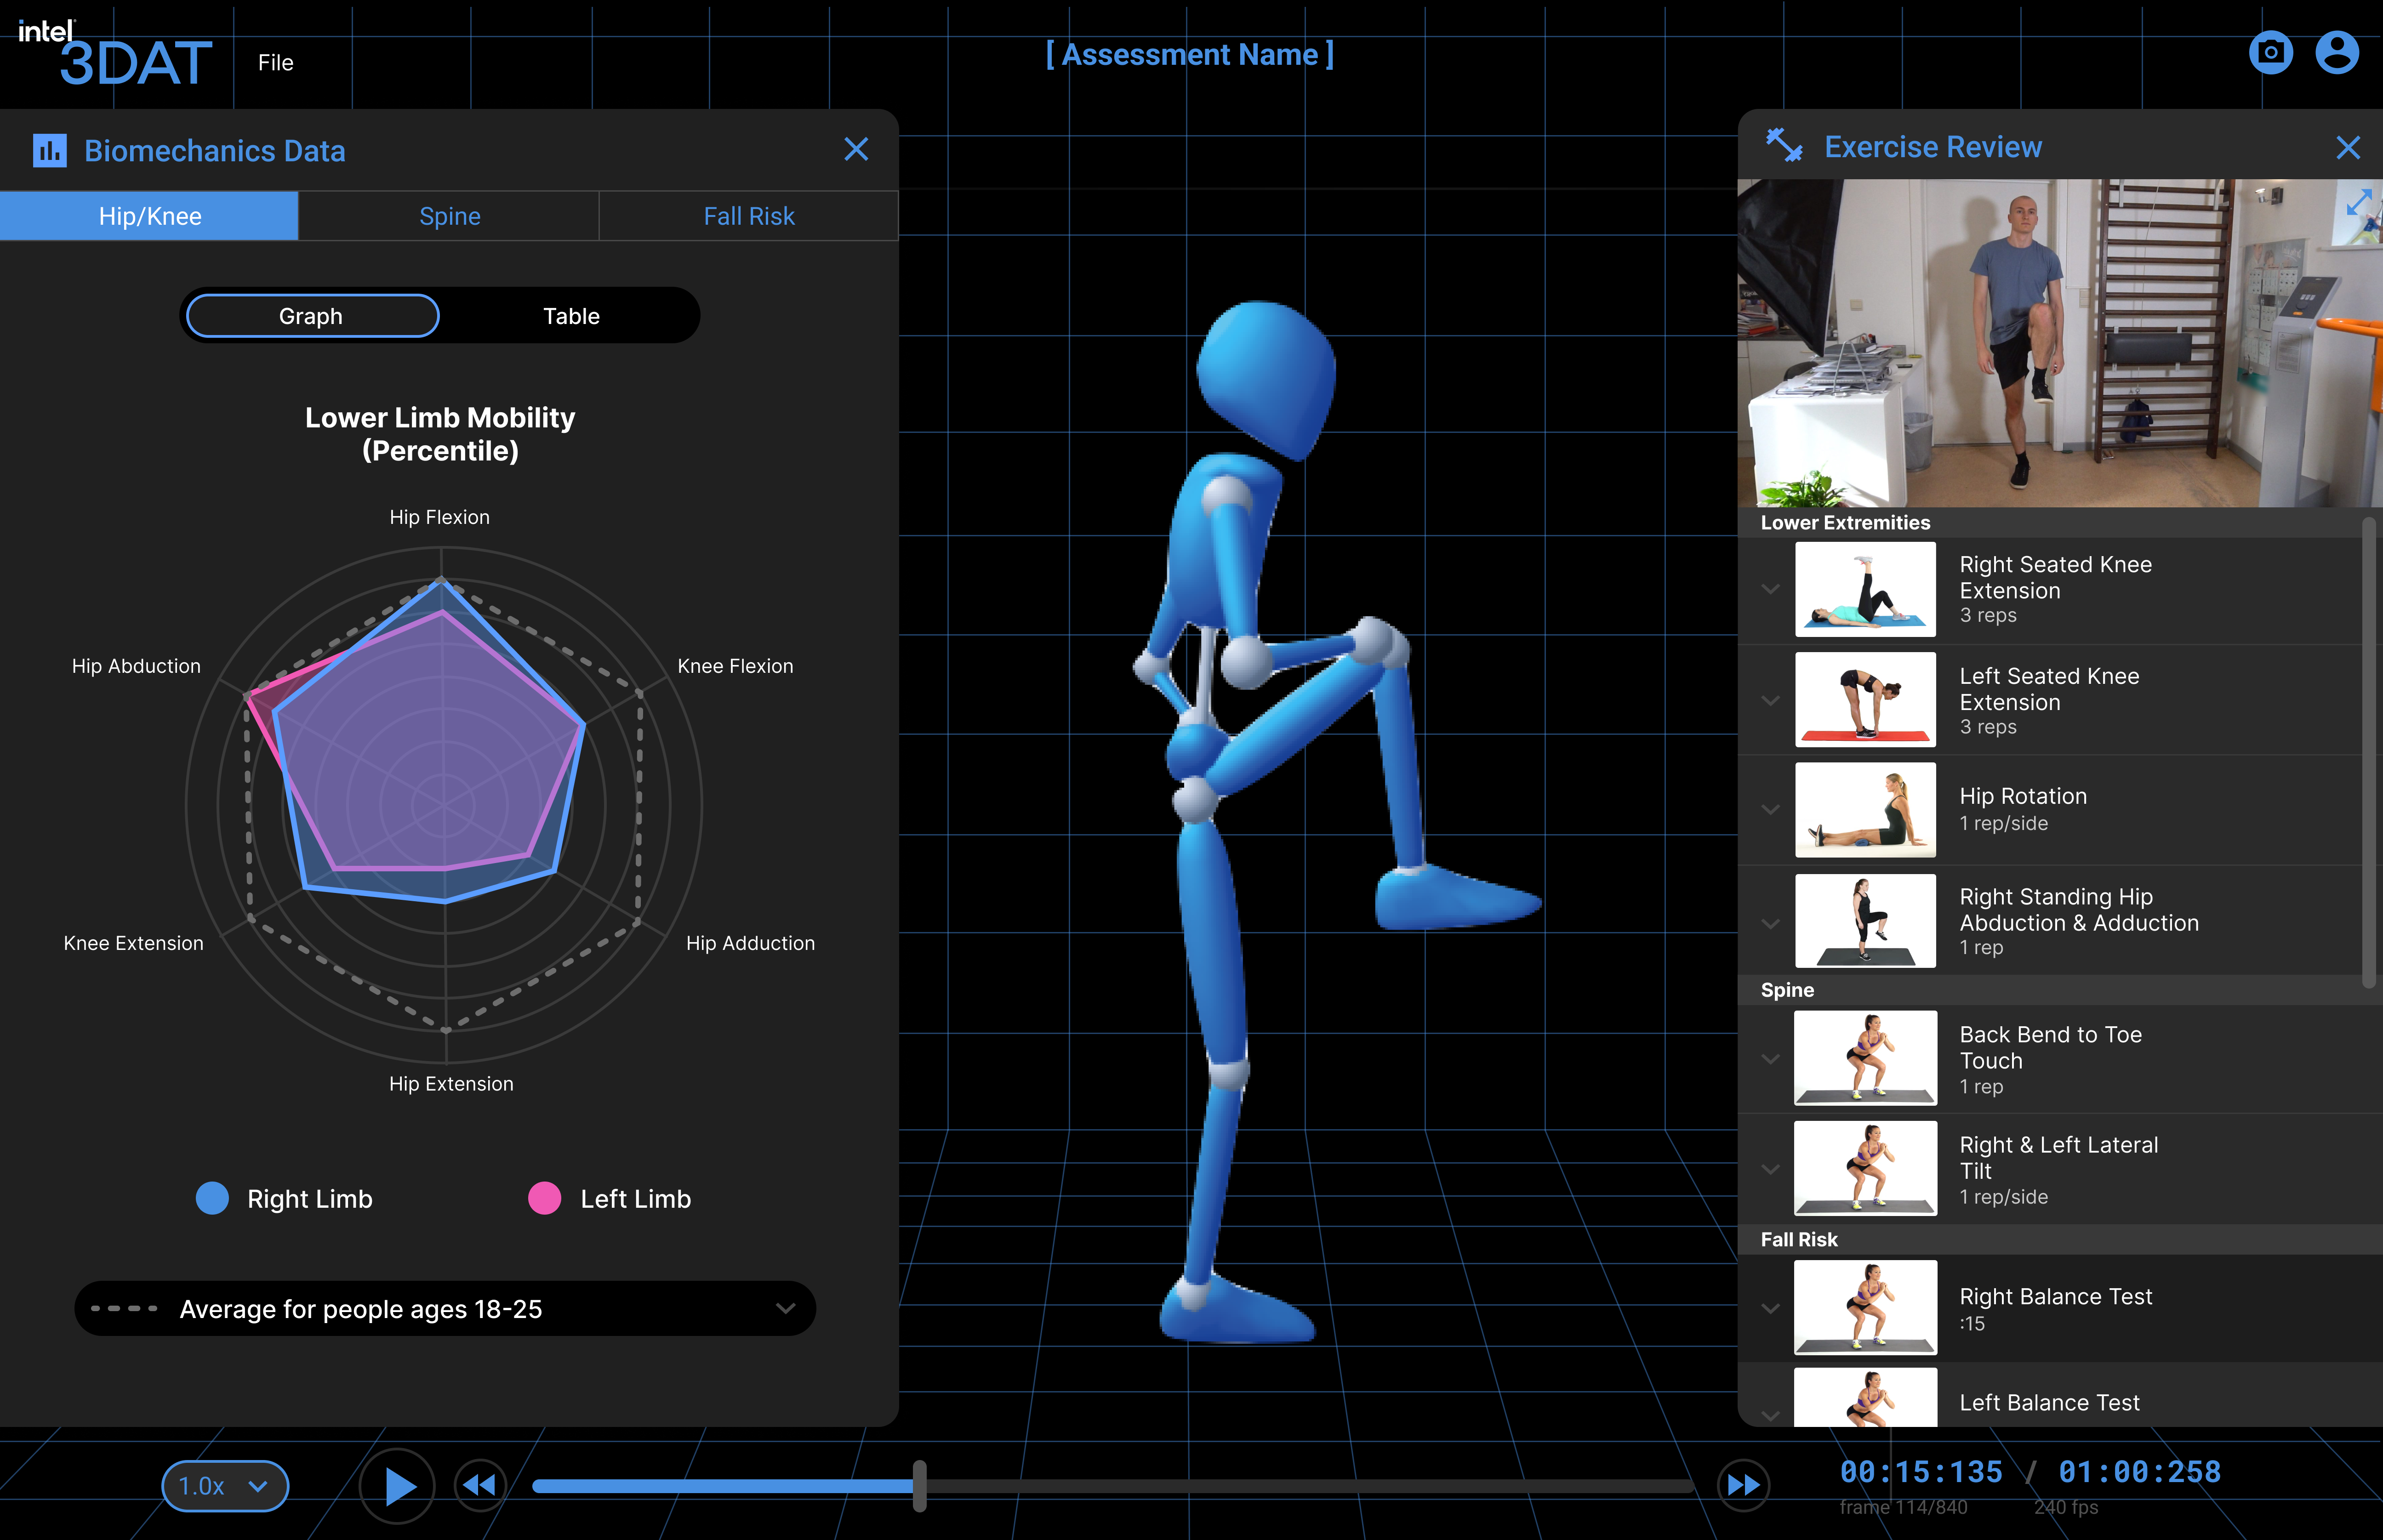 intel
3DAT
File
[ Assessment Name ]
Biomechanics Data
Hip/Knee
Spine
Fall Risk
Graph
Table
Lower Limb Mobility
(Percentile)
Hip Flexion
Hip Abduction
Knee Flexion
Knee Extension
Hip Adduction
Hip Extension
Right Limb
Left Limb
Average for people ages 18-25
Exercise Review
Lower Extremities
Right Seated Knee
Extension
3 reps
Left Seated Knee
Extension
3 reps
Hip Rotation
1 rep/side
Right Standing Hip
Abduction & Adduction
1 rep
Spine
Back Bend to Toe
Touch
1 rep
Right & Left Lateral
Tilt
1 rep/side
Fall Risk
Right Balance Test
:15
Left Balance Test
1.0x
00:15:135 / 01:00:258
frame 114/840
240 fps